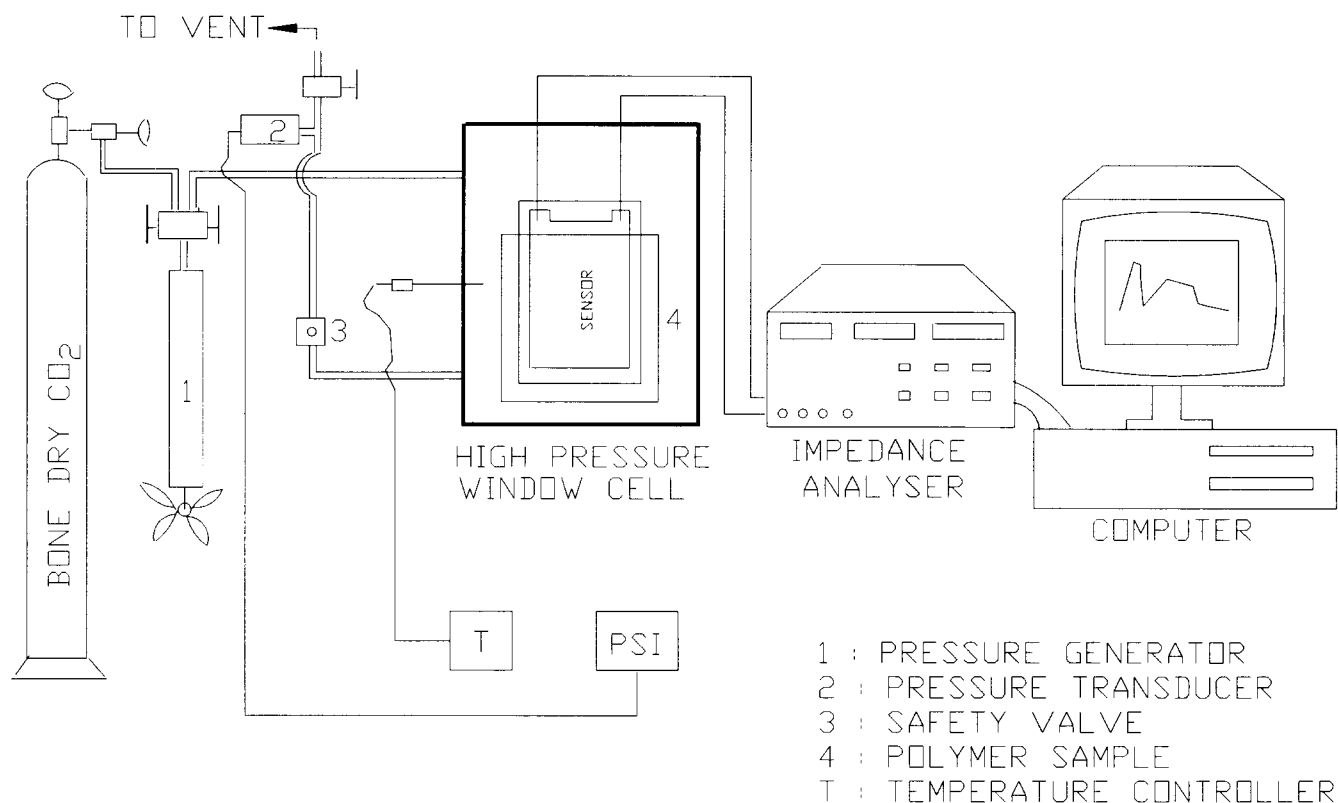 TO VENT
2
BONE DRY CO2
1
3
SENSOR
4
HIGH PRESSURE
WINDOW CELL
IMPEDANCE
ANALYSER
COMPUTER
T
PSI
1 : PRESSURE GENERATOR
2 : PRESSURE TRANSDUCER
3 : SAFETY VALVE
4 : POLYMER SAMPLE
T : TEMPERATURE CONTROLLER